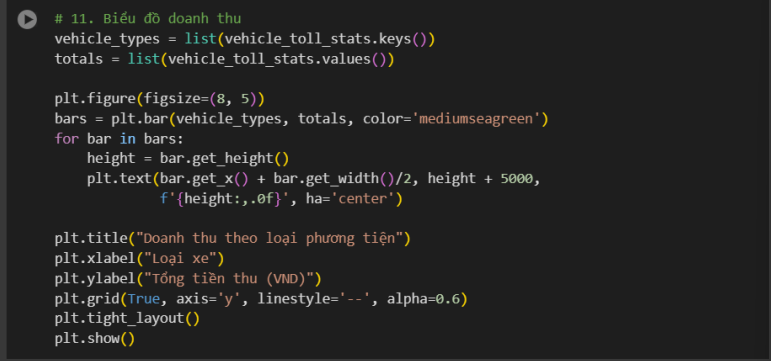 # 11. Biểu đồ doanh thu
vehicle_types = list(vehicle_toll_stats.keys())
totals = list(vehicle_toll_stats.values())

plt.figure(figsize=(8, 5))
bars = plt.bar(vehicle_types, totals, color='mediumseagreen')
for bar in bars:
    height = bar.get_height()
    plt.text(bar.get_x() + bar.get_width()/2, height + 5000,
             f'{height:,.0f}', ha='center')

plt.title("Doanh thu theo loại phương tiện")
plt.xlabel("Loại xe")
plt.ylabel("Tổng tiền thu (VND)")
plt.grid(True, axis='y', linestyle='--', alpha=0.6)
plt.tight_layout()
plt.show()